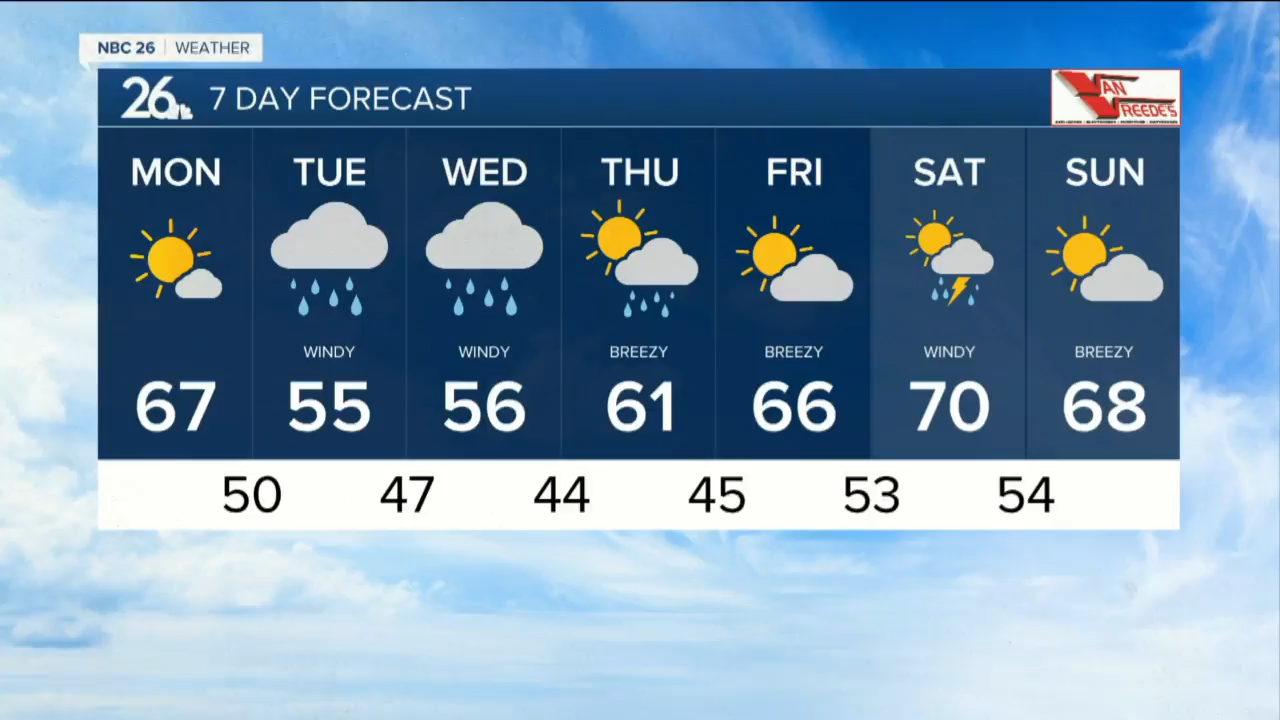 NBC 26 | WEATHER
26 7 DAY FORECAST
VAN VREEDE'S
MON TUE WED THU FRI SAT SUN
WINDY WINDY BREEZY BREEZY WINDY BREEZY
67 55 56 61 66 70 68
50 47 44 45 53 54